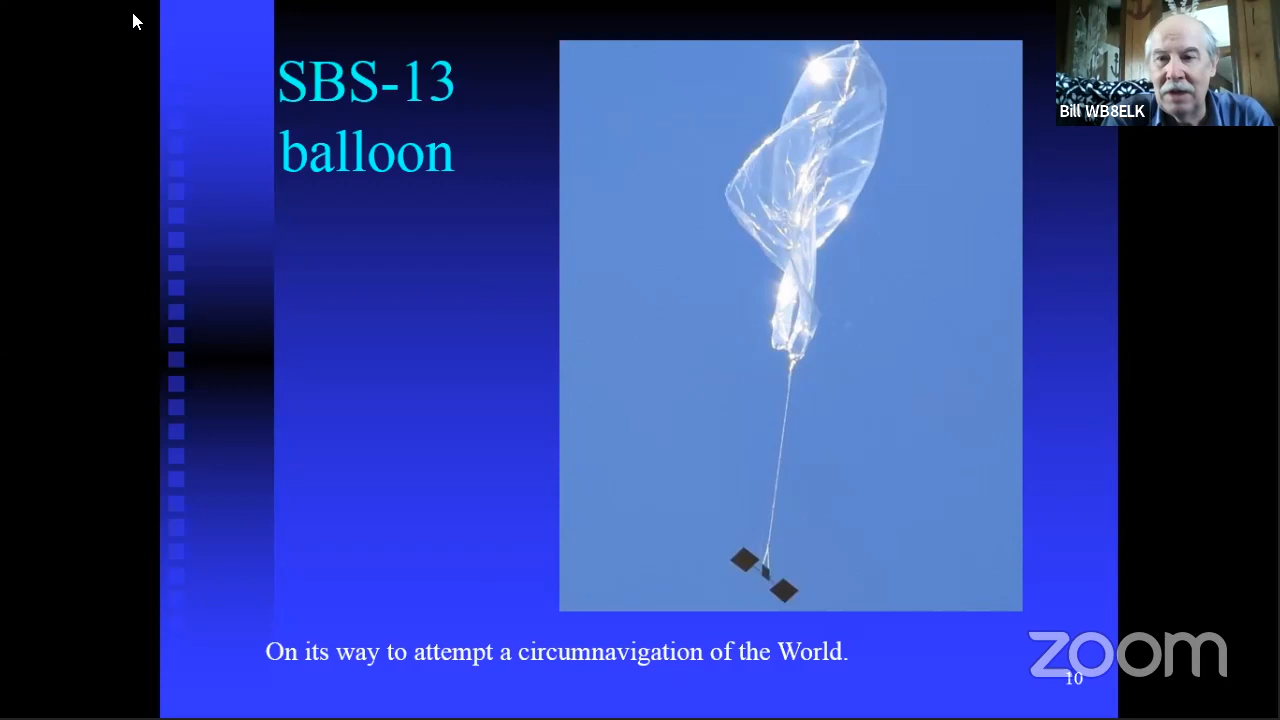 SBS-13
balloon
Bill WB8ELK
On its way to attempt a circumnavigation of the World.
zoom
10